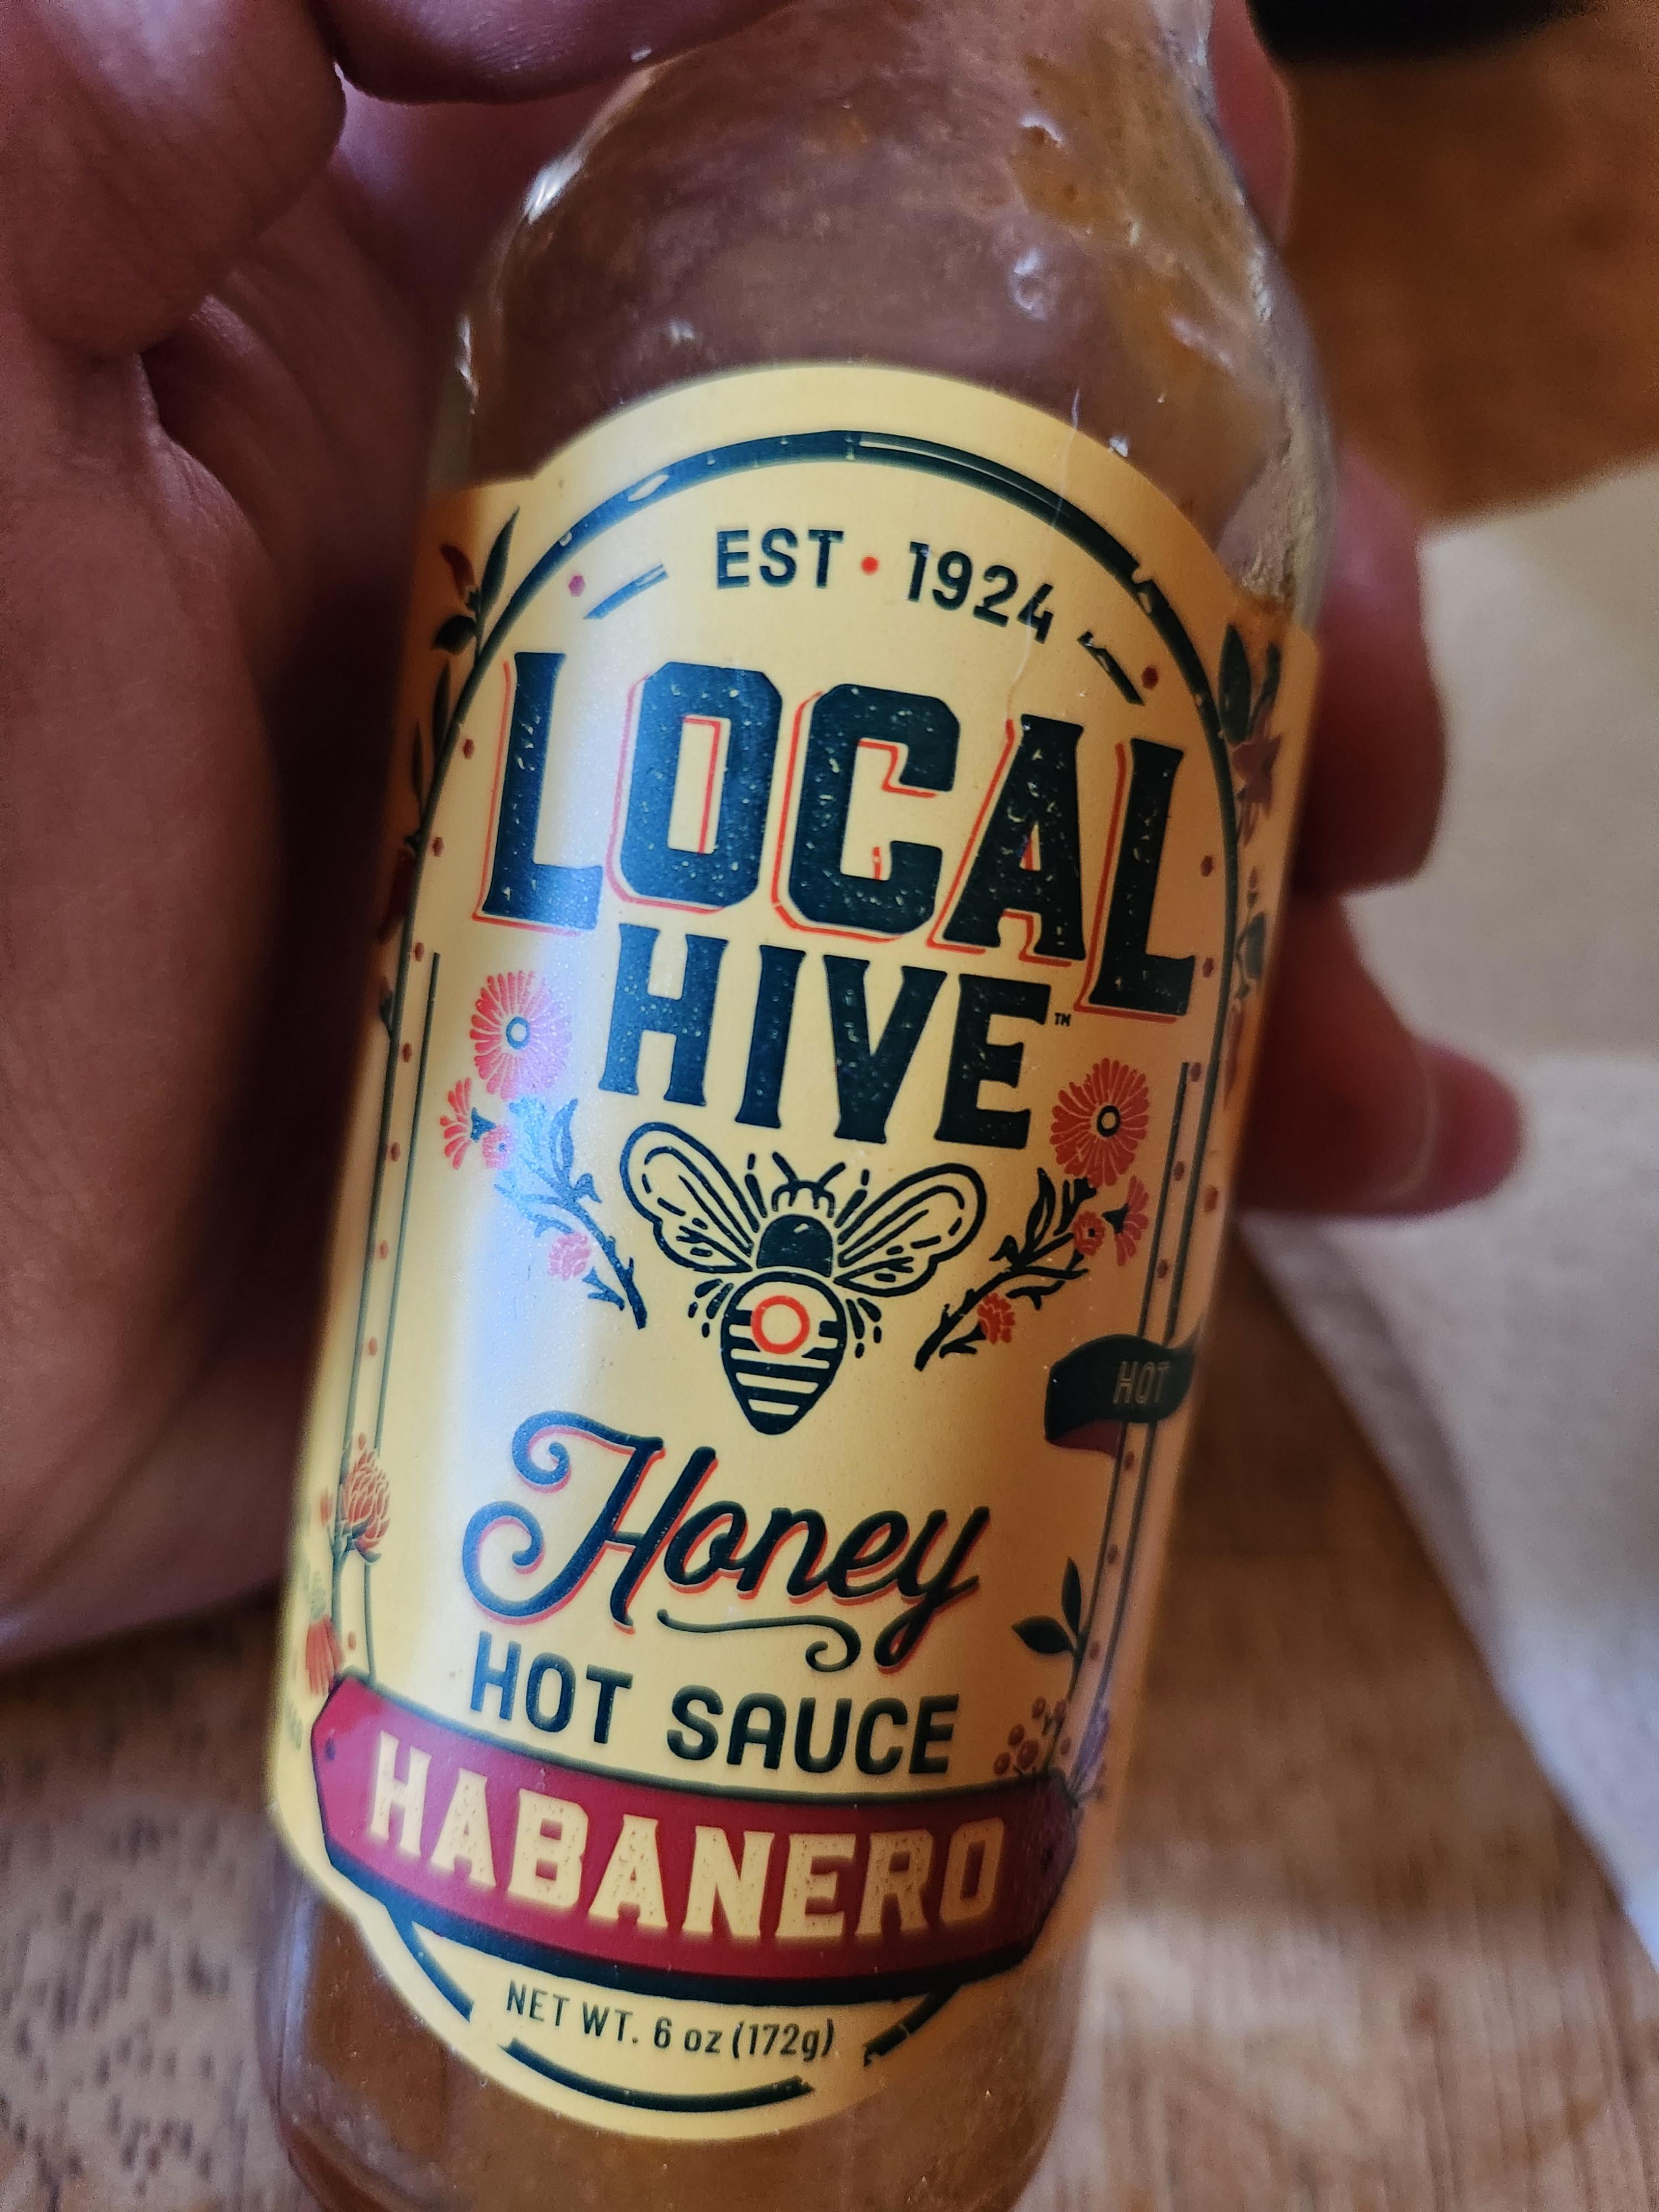 EST • 1924
LOCAL
HIVE™
HOT
Honey
HOT SAUCE
HABANERO
NET WT. 6 oz (172g)